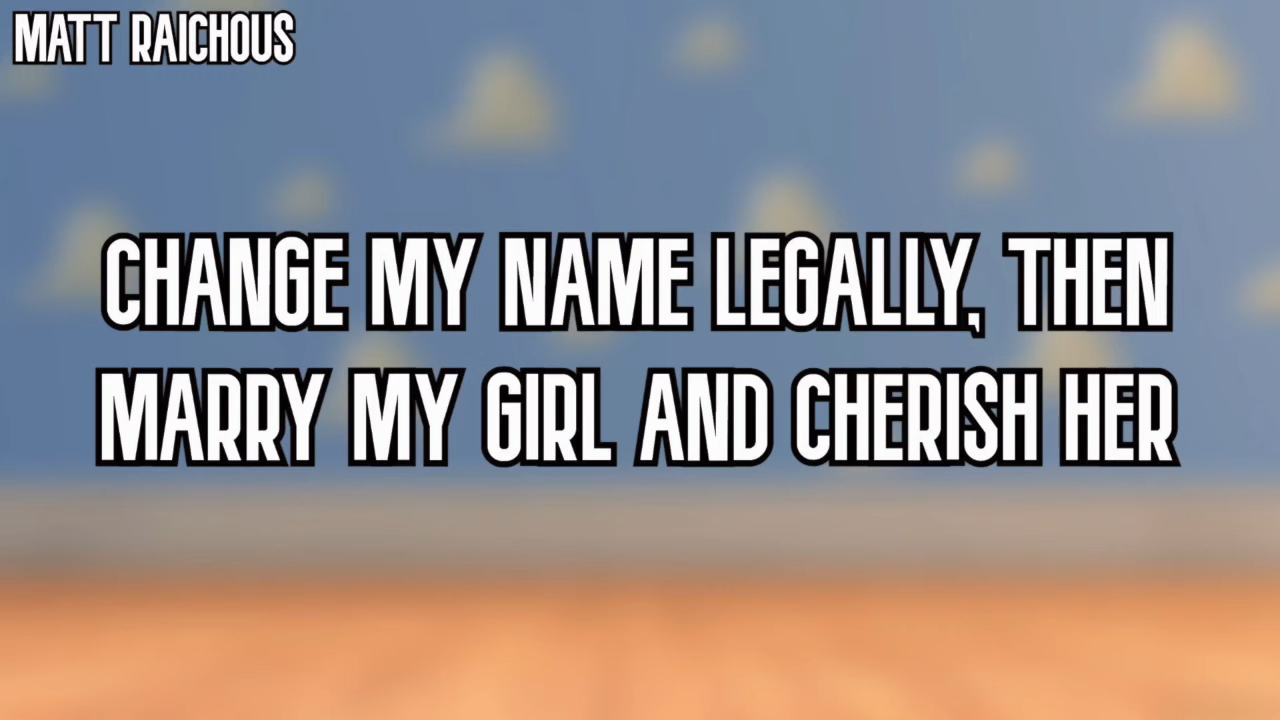 MATT RAICHOUS
CHANGE MY NAME LEGALLY, THEN
MARRY MY GIRL AND CHERISH HER